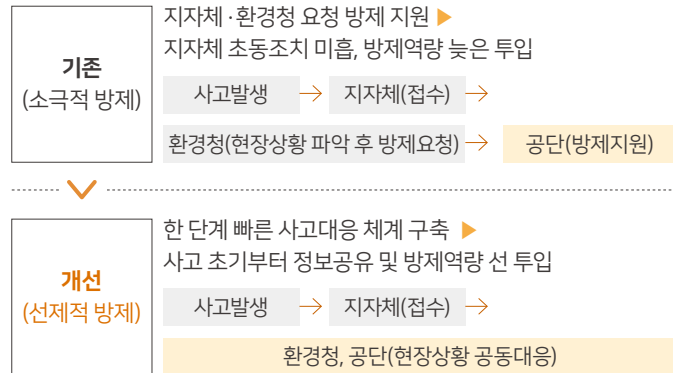 기존
(소극적 방제)
지자체·환경청 요청 방제 지원 ▶
지자체 초동조치 미흡, 방제역량 늦은 투입
사고발생 → 지자체(접수) →
환경청(현장상황 파악 후 방제요청) → 공단(방제지원)
개선
(선제적 방제)
한 단계 빠른 사고대응 체계 구축 ▶
사고 초기부터 정보공유 및 방제역량 선 투입
사고발생 → 지자체(접수) →
환경청, 공단(현장상황 공동대응)